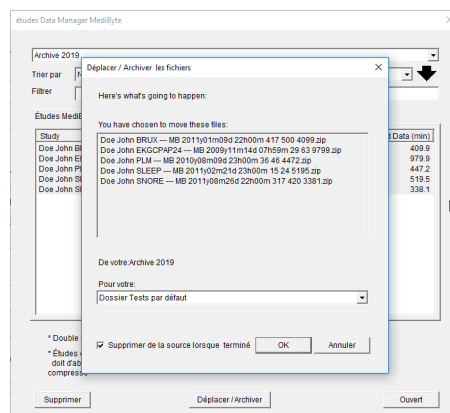 études Data Manager MediByte
Archive 2019
Trier par
Filtrer
Études MediB
Study
d Data (min)
Doe John B
409.9
Doe John E
979.9
Doe John P
447.2
Doe John Sl
519.5
Doe John Sl
338.1
Déplacer / Archiver les fichiers
Here's what's going to happen:
You have chosen to move these files:
Doe John BRUX --- MB 2011y01m09d 22h00m 417 500 4099.zip
Doe John EKGCPAP24 --- MB 2009y11m14d 07h59m 29 63 9799.zip
Doe John PLM --- MB 2010y08m09d 23h00m 36 46 4472.zip
Doe John SLEEP --- MB 2011y02m21d 23h00m 15 24 5195.zip
Doe John SNORE --- MB 2011y08m26d 22h00m 317 420 3381.zip
De votre:Archive 2019
Pour votre:
Dossier Tests par défaut
Supprimer de la source lorsque terminé
OK
Annuler
* Double
* Études
doit d'ab
compressé
Supprimer
Déplacer / Archiver
Ouvert